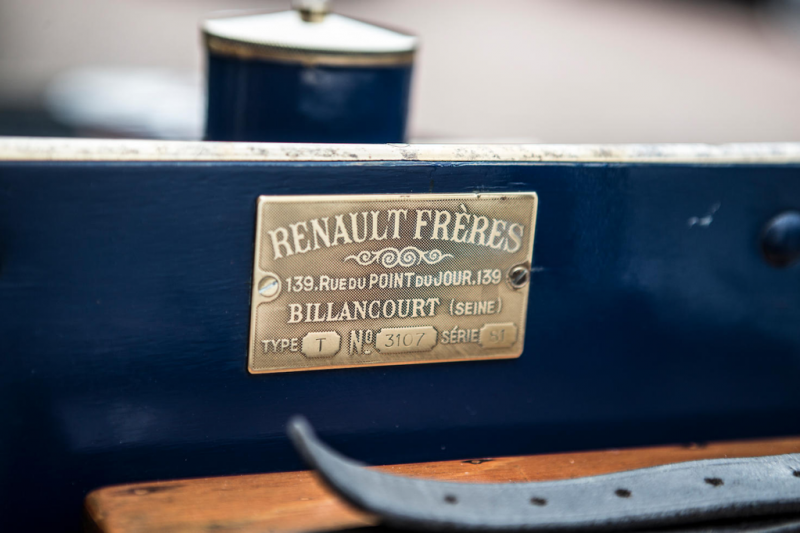 RENAULT FRÈRES
139. RUE DU POINT DU JOUR. 139
BILLANCOURT (SEINE)
TYPE T No 3107 SÉRIE